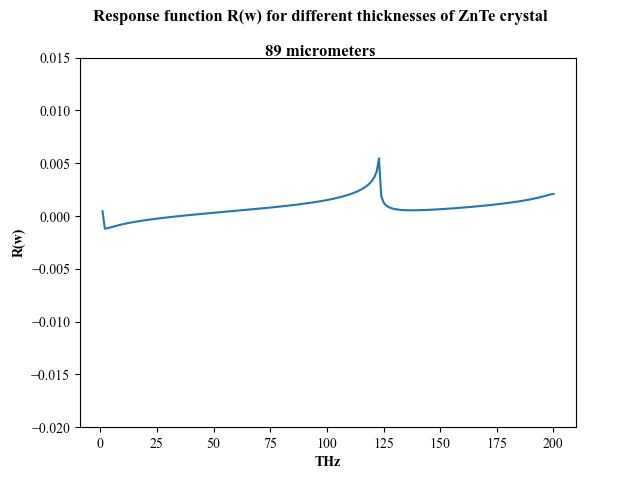 Response function R(w) for different thicknesses of ZnTe crystal
89 micrometers
0.015
0.010
0.005
0.000
−0.005
−0.010
−0.015
−0.020
R(w)
0 25 50 75 100 125 150 175 200
THz